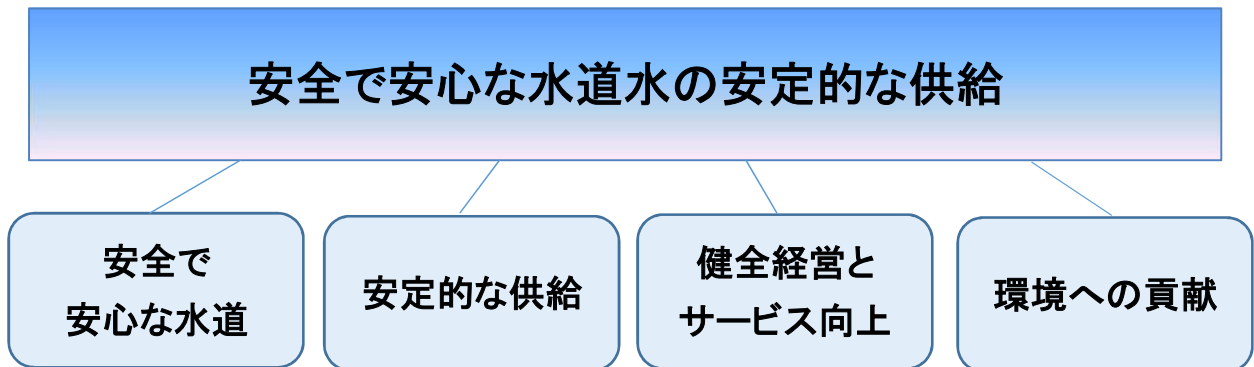 安全で安心な水道水の安定的な供給
安全で
安心な水道
安定的な供給
健全経営と
サービス向上
環境への貢献